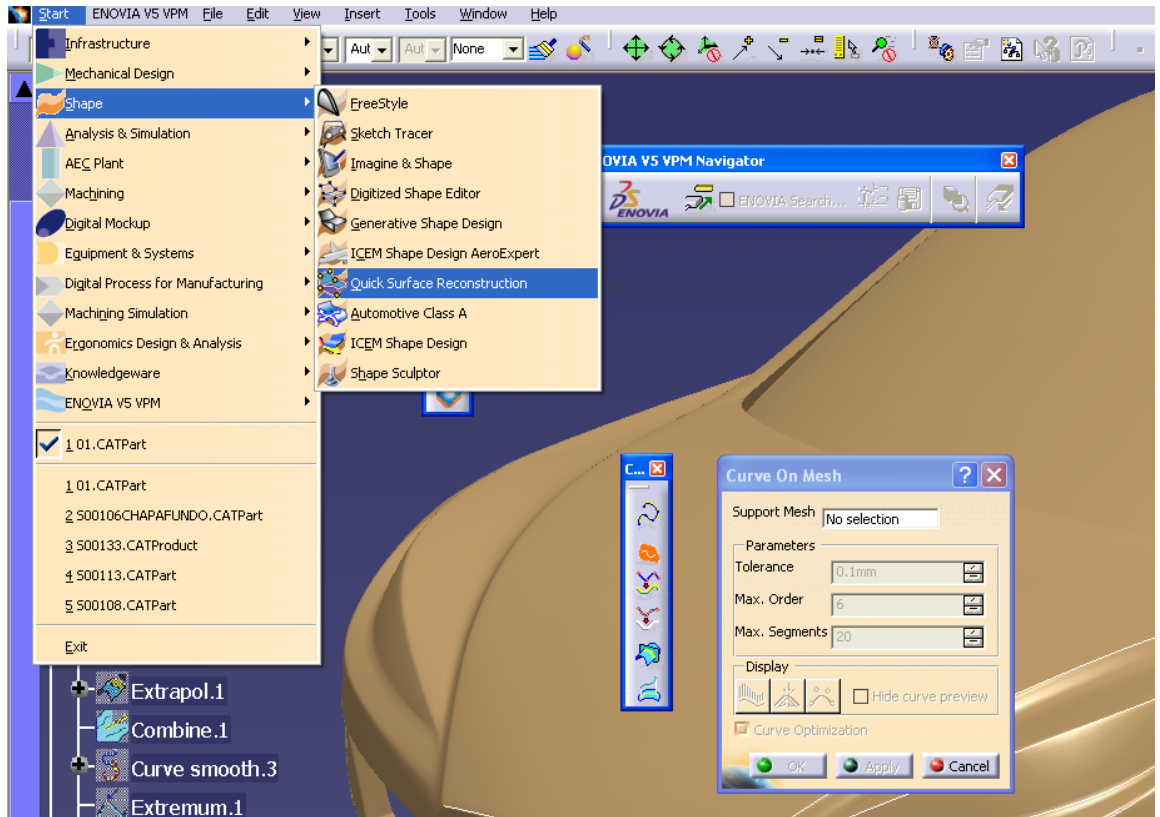 Start ENOVIA V5 VPM File Edit View Insert Tools Window Help
Aut Aut None
Infrastructure
Mechanical Design
Shape
Analysis & Simulation
AEC Plant
Machining
Digital Mockup
Equipment & Systems
Digital Process for Manufacturing
Machining Simulation
Ergonomics Design & Analysis
Knowledgeware
ENOVIA V5 VPM
1 01.CATPart
1 01.CATPart
2 S00106CHAPAFUNDO.CATPart
3 S00133.CATProduct
4 S00113.CATPart
5 S00108.CATPart
Exit
FreeStyle
Sketch Tracer
Imagine & Shape
Digitized Shape Editor
Generative Shape Design
ICEM Shape Design AeroExpert
Quick Surface Reconstruction
Automotive Class A
ICEM Shape Design
Shape Sculptor
OVIA V5 VPM Navigator
ENOVIA
ENOVIA Search...
C...
Curve On Mesh
Support Mesh No selection
Parameters
Tolerance 0.1mm
Max. Order 6
Max. Segments 20
Display
Hide curve preview
Curve Optimization
OK Apply Cancel
Extrapol.1
Combine.1
Curve smooth.3
Extremum.1